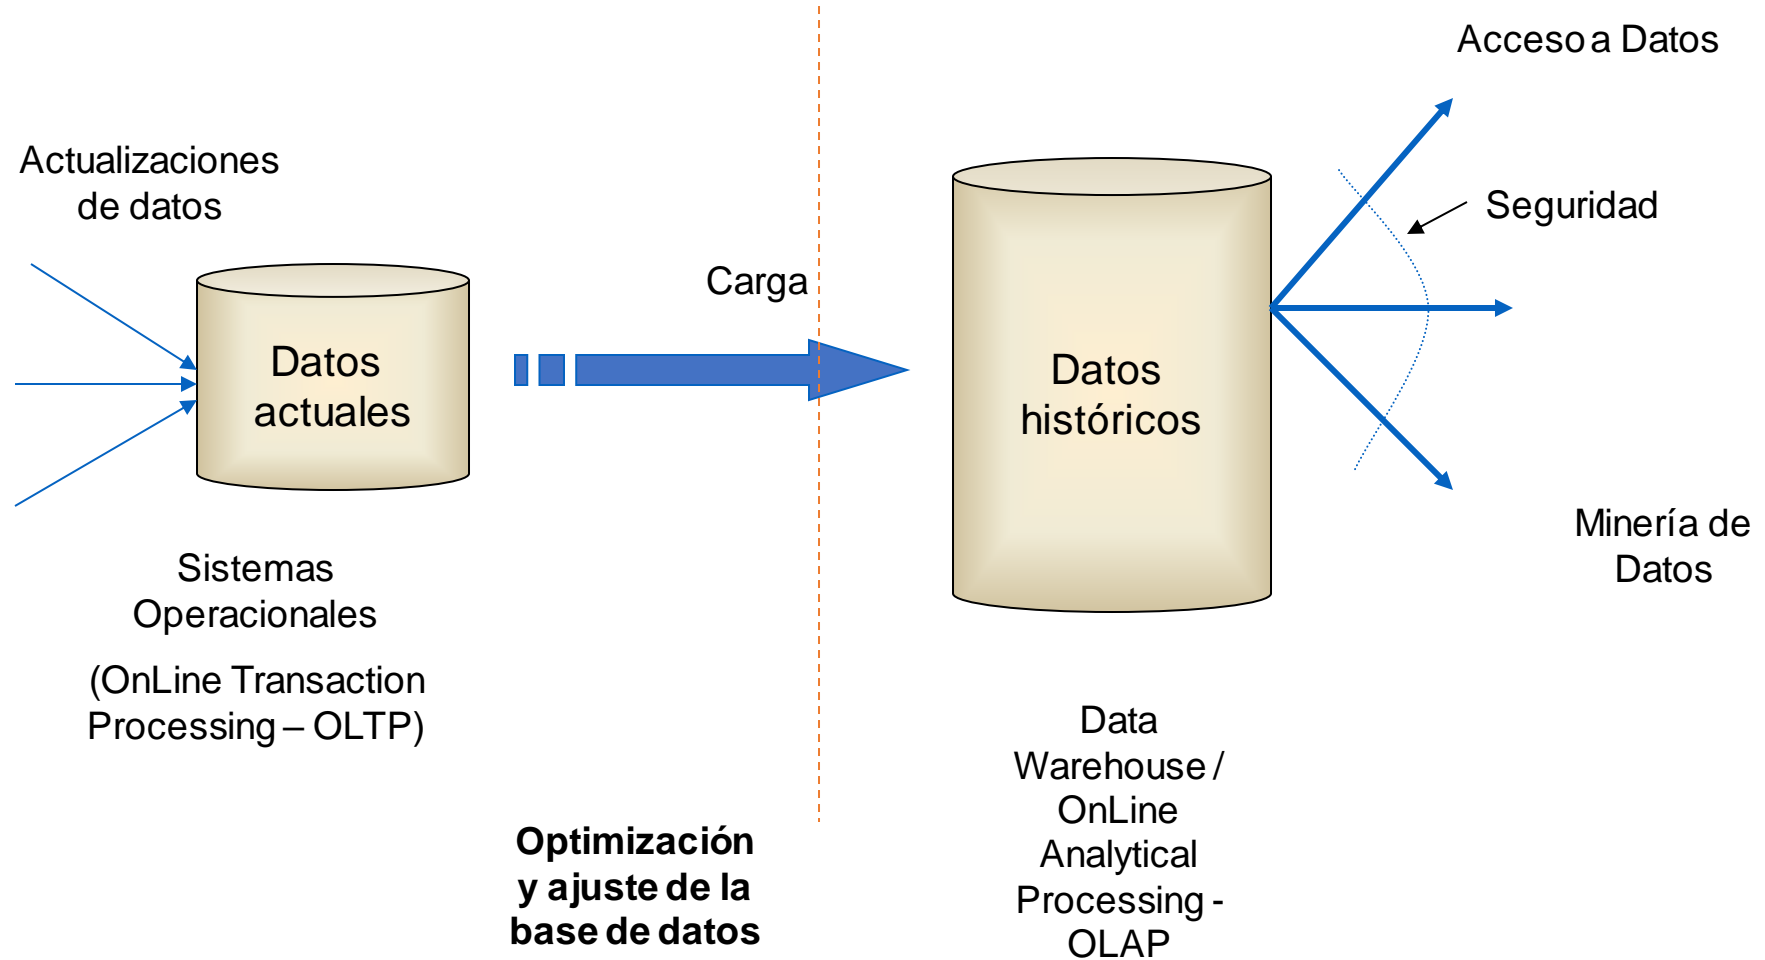 Actualizaciones
de datos
Datos
actuales
Sistemas
Operacionales
(OnLine Transaction
Processing – OLTP)
Carga
Optimización
y ajuste de la
base de datos
Datos
históricos
Data
Warehouse /
OnLine
Analytical
Processing -
OLAP
Acceso a Datos
Seguridad
Minería de
Datos